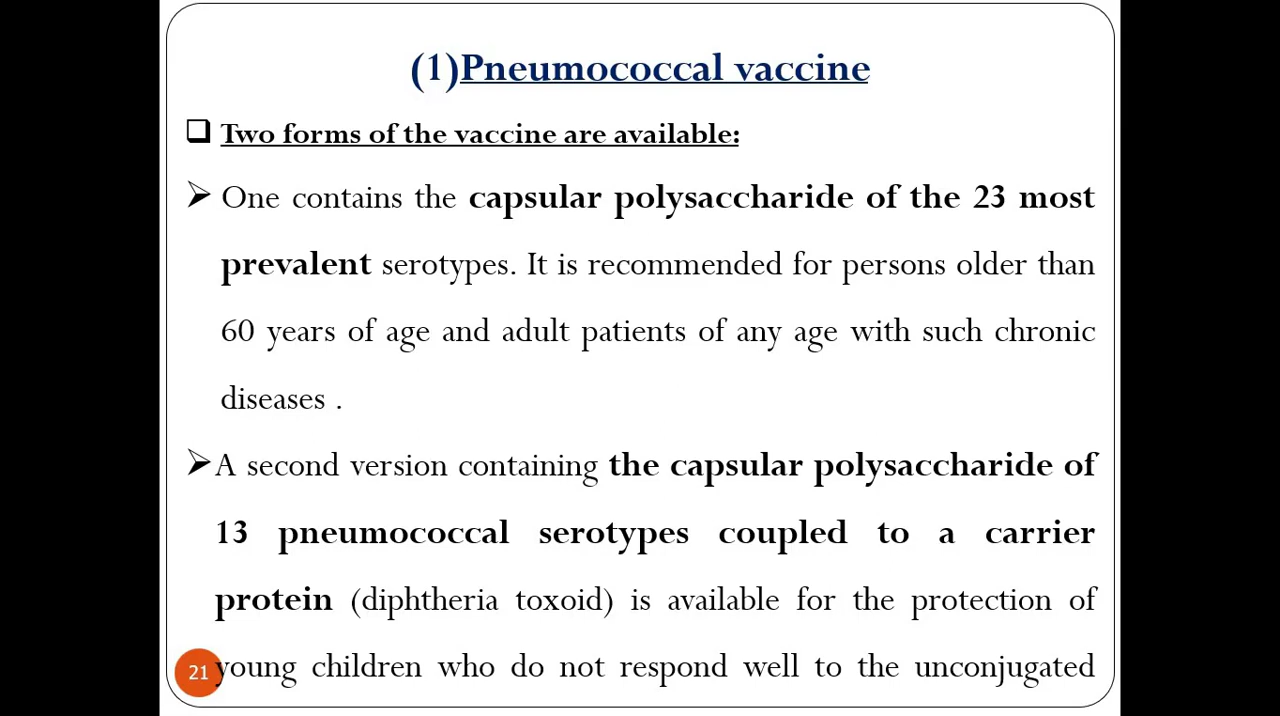 (1)Pneumococcal vaccine
Two forms of the vaccine are available:
One contains the capsular polysaccharide of the 23 most
prevalent serotypes. It is recommended for persons older than
60 years of age and adult patients of any age with such chronic
diseases .
A second version containing the capsular polysaccharide of
13 pneumococcal serotypes coupled to a carrier
protein (diphtheria toxoid) is available for the protection of
young children who do not respond well to the unconjugated
21